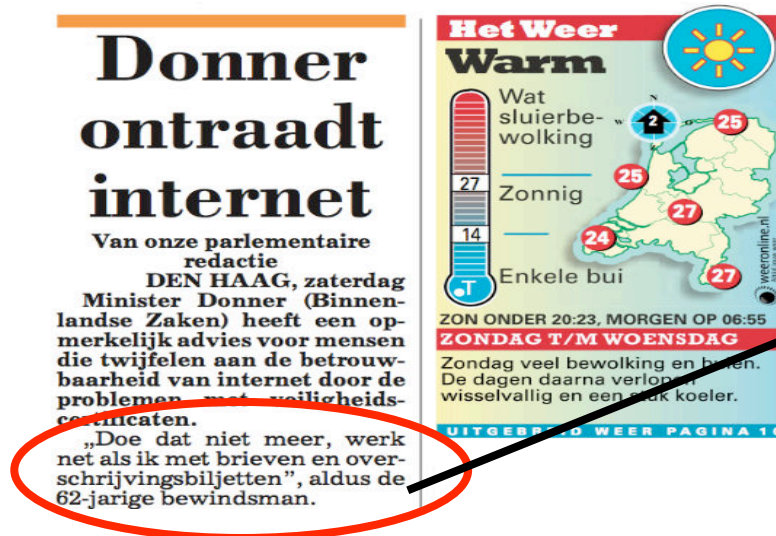 Donner
ontraadt
internet
Van onze parlementaire
redactie
DEN HAAG, zaterdag
Minister Donner (Binnen-
landse Zaken) heeft een op-
merkelijk advies voor mensen
die twijfelen aan de betrouw-
baarheid van internet door de
problemen met veiligheids-
certificaten.
„Doe dat niet meer, werk
net als ik met brieven en over-
schrijvingsbiljetten”, aldus de
62-jarige bewindsman.
Het Weer
Warm
Wat
sluierbe-
wolking
27
Zonnig
14
Enkele bui
T
N
W
O
Z
2
25
25
27
24
27
weeronline.nl
ZON ONDER 20:23, MORGEN OP 06:55
ZONDAG T/M WOENSDAG
Zondag veel bewolking en buien.
De dagen daarna verlopen
wisselvallig en een stuk koeler.
UITGEBREID WEER PAGINA